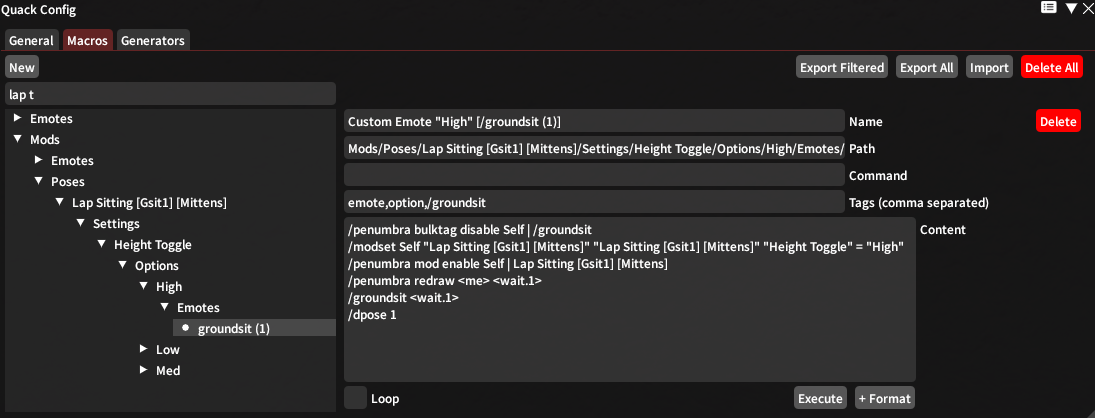 Quack Config
General Macros Generators
New Export Filtered Export All Import Delete All
lap t
Emotes
Mods
Emotes
Poses
Lap Sitting [Gsit1] [Mittens]
Settings
Height Toggle
Options
High
Emotes
groundsit (1)
Low
Med
Custom Emote "High" [/groundsit (1)] Name Delete
Mods/Poses/Lap Sitting [Gsit1] [Mittens]/Settings/Height Toggle/Options/High/Emotes/ Path
Command
emote,option,/groundsit Tags (comma separated)
/penumbra bulktag disable Self | /groundsit Content
/modset Self "Lap Sitting [Gsit1] [Mittens]" "Lap Sitting [Gsit1] [Mittens]" "Height Toggle" = "High"
/penumbra mod enable Self | Lap Sitting [Gsit1] [Mittens]
/penumbra redraw <me> <wait.1>
/groundsit <wait.1>
/dpose 1
Loop Execute + Format